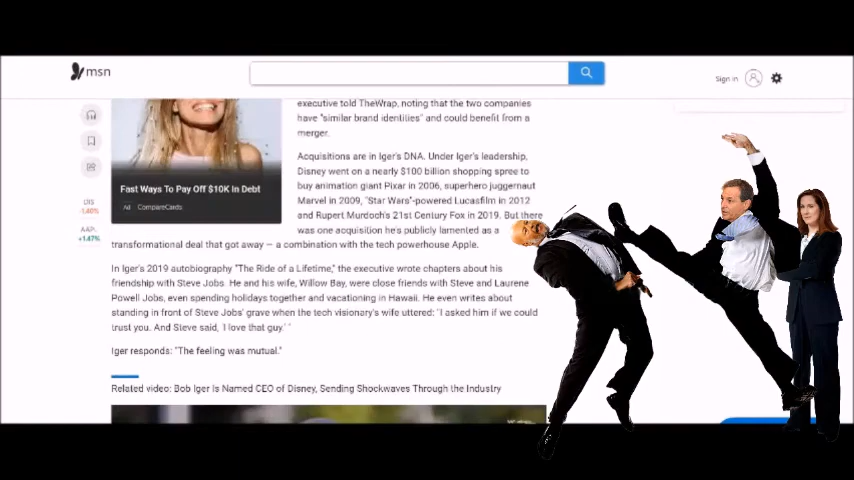 msn
Sign in
executive told TheWrap, noting that the two companies
have "similar brand identities" and could benefit from a
merger.
Acquisitions are in Iger's DNA. Under Iger's leadership,
Disney went on a nearly $100 billion shopping spree to
buy animation giant Pixar in 2006, superhero juggernaut
Marvel in 2009, "Star Wars"-powered Lucasfilm in 2012
and Rupert Murdoch's 21st Century Fox in 2019. But there
was one acquisition he's publicly lamented as a
transformational deal that got away — a combination with the tech powerhouse Apple.
Fast Ways To Pay Off $10K In Debt
Ad CompareCards
DIS
-1.40%
AAPL
+1.47%
In Iger's 2019 autobiography "The Ride of a Lifetime," the executive wrote chapters about his
friendship with Steve Jobs. He and his wife, Willow Bay, were close friends with Steve and Laurene
Powell Jobs, even spending holidays together and vacationing in Hawaii. He even writes about
standing in front of Steve Jobs' grave when the tech visionary's wife uttered: "I asked him if we could
trust you. And Steve said, 'I love that guy.' "
Iger responds: "The feeling was mutual."
Related video: Bob Iger Is Named CEO of Disney, Sending Shockwaves Through the Industry